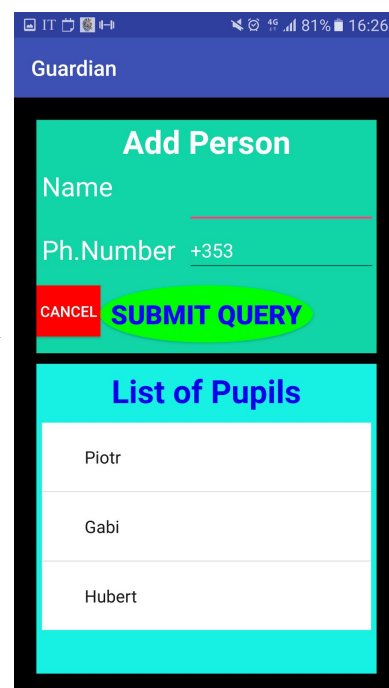 IT 4G 81% 16:26
Guardian
Add Person
Name
Ph.Number +353
CANCEL SUBMIT QUERY
List of Pupils
Piotr
Gabi
Hubert